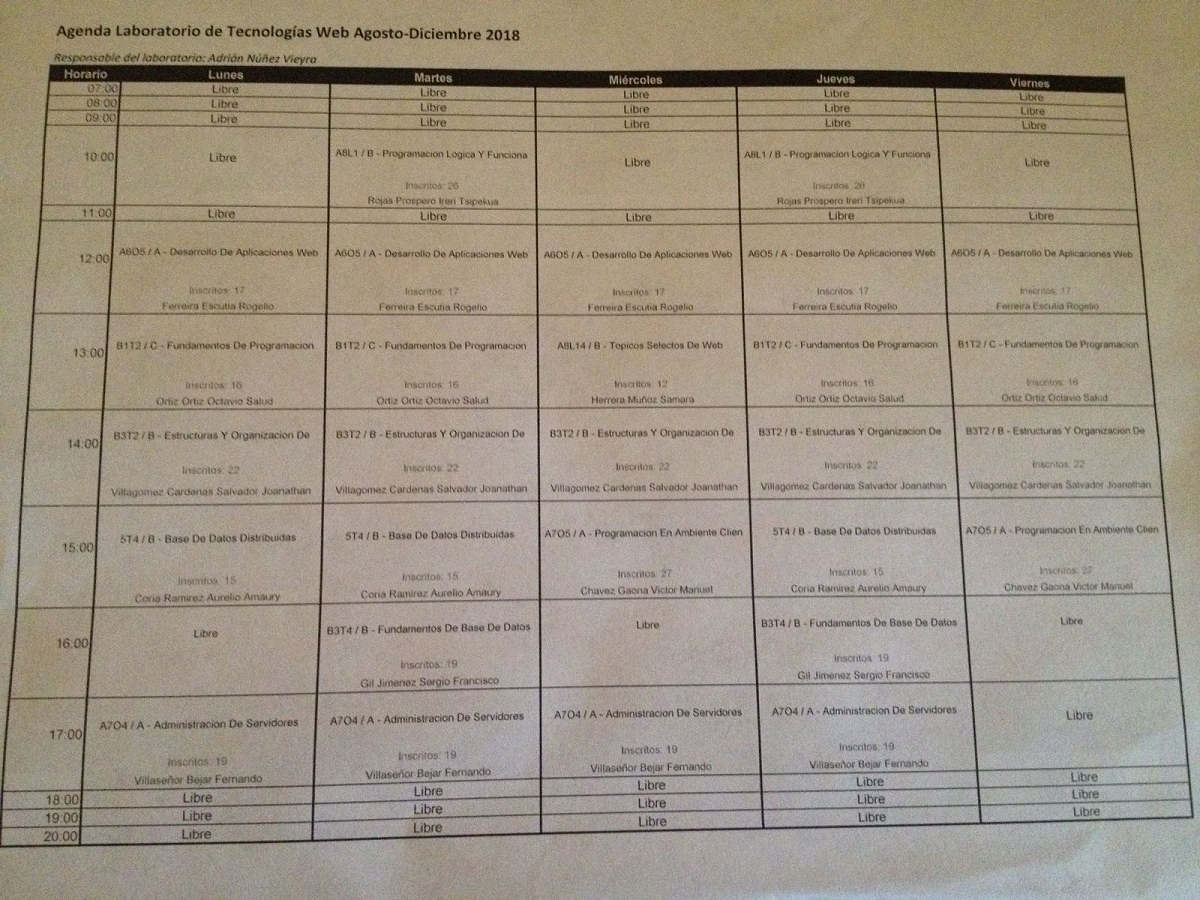 Agenda Laboratorio de Tecnologías Web Agosto-Diciembre 2018
Responsable del laboratorio: Adrián Núñez Vieyra
Horario Lunes Martes Miércoles Jueves Viernes
07:00 Libre Libre Libre Libre Libre
08:00 Libre Libre Libre Libre Libre
09:00 Libre Libre Libre Libre Libre
10:00 Libre A8L1 / B - Programacion Logica Y Funciona Libre A8L1 / B - Programacion Logica Y Funciona Libre
Inscritos: 26 Inscritos: 26
Rojas Prospero Ireri Tsipekua Rojas Prospero Ireri Tsipekua
11:00 Libre Libre Libre Libre Libre
12:00 A6O5 / A - Desarrollo De Aplicaciones Web A6O5 / A - Desarrollo De Aplicaciones Web A6O5 / A - Desarrollo De Aplicaciones Web A6O5 / A - Desarrollo De Aplicaciones Web A6O5 / A - Desarrollo De Aplicaciones Web
Inscritos: 17 Inscritos: 17 Inscritos: 17 Inscritos: 17 Inscritos: 17
Ferreira Escutia Rogelio Ferreira Escutia Rogelio Ferreira Escutia Rogelio Ferreira Escutia Rogelio Ferreira Escutia Rogelio
13:00 B1T2 / C - Fundamentos De Programacion B1T2 / C - Fundamentos De Programacion A8L14 / B - Topicos Selectos De Web B1T2 / C - Fundamentos De Programacion B1T2 / C - Fundamentos De Programacion
Inscritos: 16 Inscritos: 16 Inscritos: 12 Inscritos: 16 Inscritos: 16
Ortiz Ortiz Octavio Salud Ortiz Ortiz Octavio Salud Herrera Muñoz Samara Ortiz Ortiz Octavio Salud Ortiz Ortiz Octavio Salud
14:00 B3T2 / B - Estructuras Y Organizacion De B3T2 / B - Estructuras Y Organizacion De B3T2 / B - Estructuras Y Organizacion De B3T2 / B - Estructuras Y Organizacion De B3T2 / B - Estructuras Y Organizacion De
Inscritos: 22 Inscritos: 22 Inscritos: 22 Inscritos: 22 Inscritos: 22
Villagomez Cardenas Salvador Joanathan Villagomez Cardenas Salvador Joanathan Villagomez Cardenas Salvador Joanathan Villagomez Cardenas Salvador Joanathan Villagomez Cardenas Salvador Joanathan
15:00 5T4 / B - Base De Datos Distribuidas 5T4 / B - Base De Datos Distribuidas A7O5 / A - Programacion En Ambiente Clien 5T4 / B - Base De Datos Distribuidas A7O5 / A - Programacion En Ambiente Clien
Inscritos: 15 Inscritos: 15 Inscritos: 27 Inscritos: 15 Inscritos: 27
Coria Ramirez Aurelio Amaury Coria Ramirez Aurelio Amaury Chavez Gaona Victor Manuel Coria Ramirez Aurelio Amaury Chavez Gaona Victor Manuel
16:00 Libre B3T4 / B - Fundamentos De Base De Datos Libre B3T4 / B - Fundamentos De Base De Datos Libre
Inscritos: 19 Inscritos: 19
Gil Jimenez Sergio Francisco Gil Jimenez Sergio Francisco
17:00 A7O4 / A - Administracion De Servidores A7O4 / A - Administracion De Servidores A7O4 / A - Administracion De Servidores A7O4 / A - Administracion De Servidores Libre
Inscritos: 19 Inscritos: 19 Inscritos: 19 Inscritos: 19
Villaseñor Bejar Fernando Villaseñor Bejar Fernando Villaseñor Bejar Fernando Villaseñor Bejar Fernando
18:00 Libre Libre Libre Libre Libre
19:00 Libre Libre Libre Libre Libre
20:00 Libre Libre Libre Libre Libre